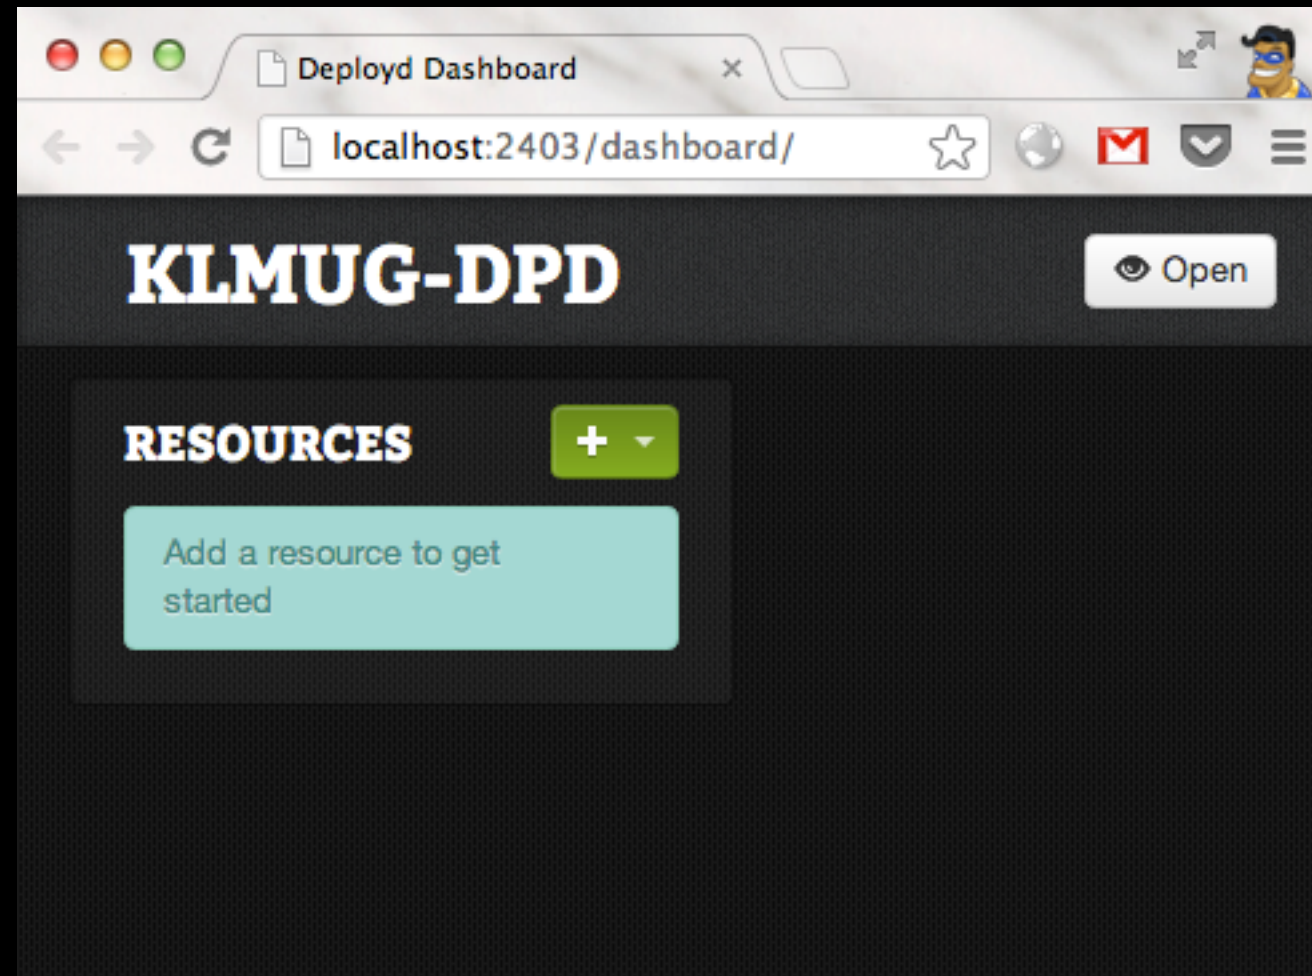 Deployd Dashboard
localhost:2403/dashboard/
KLMUG-DPD
Open
RESOURCES
Add a resource to get
started